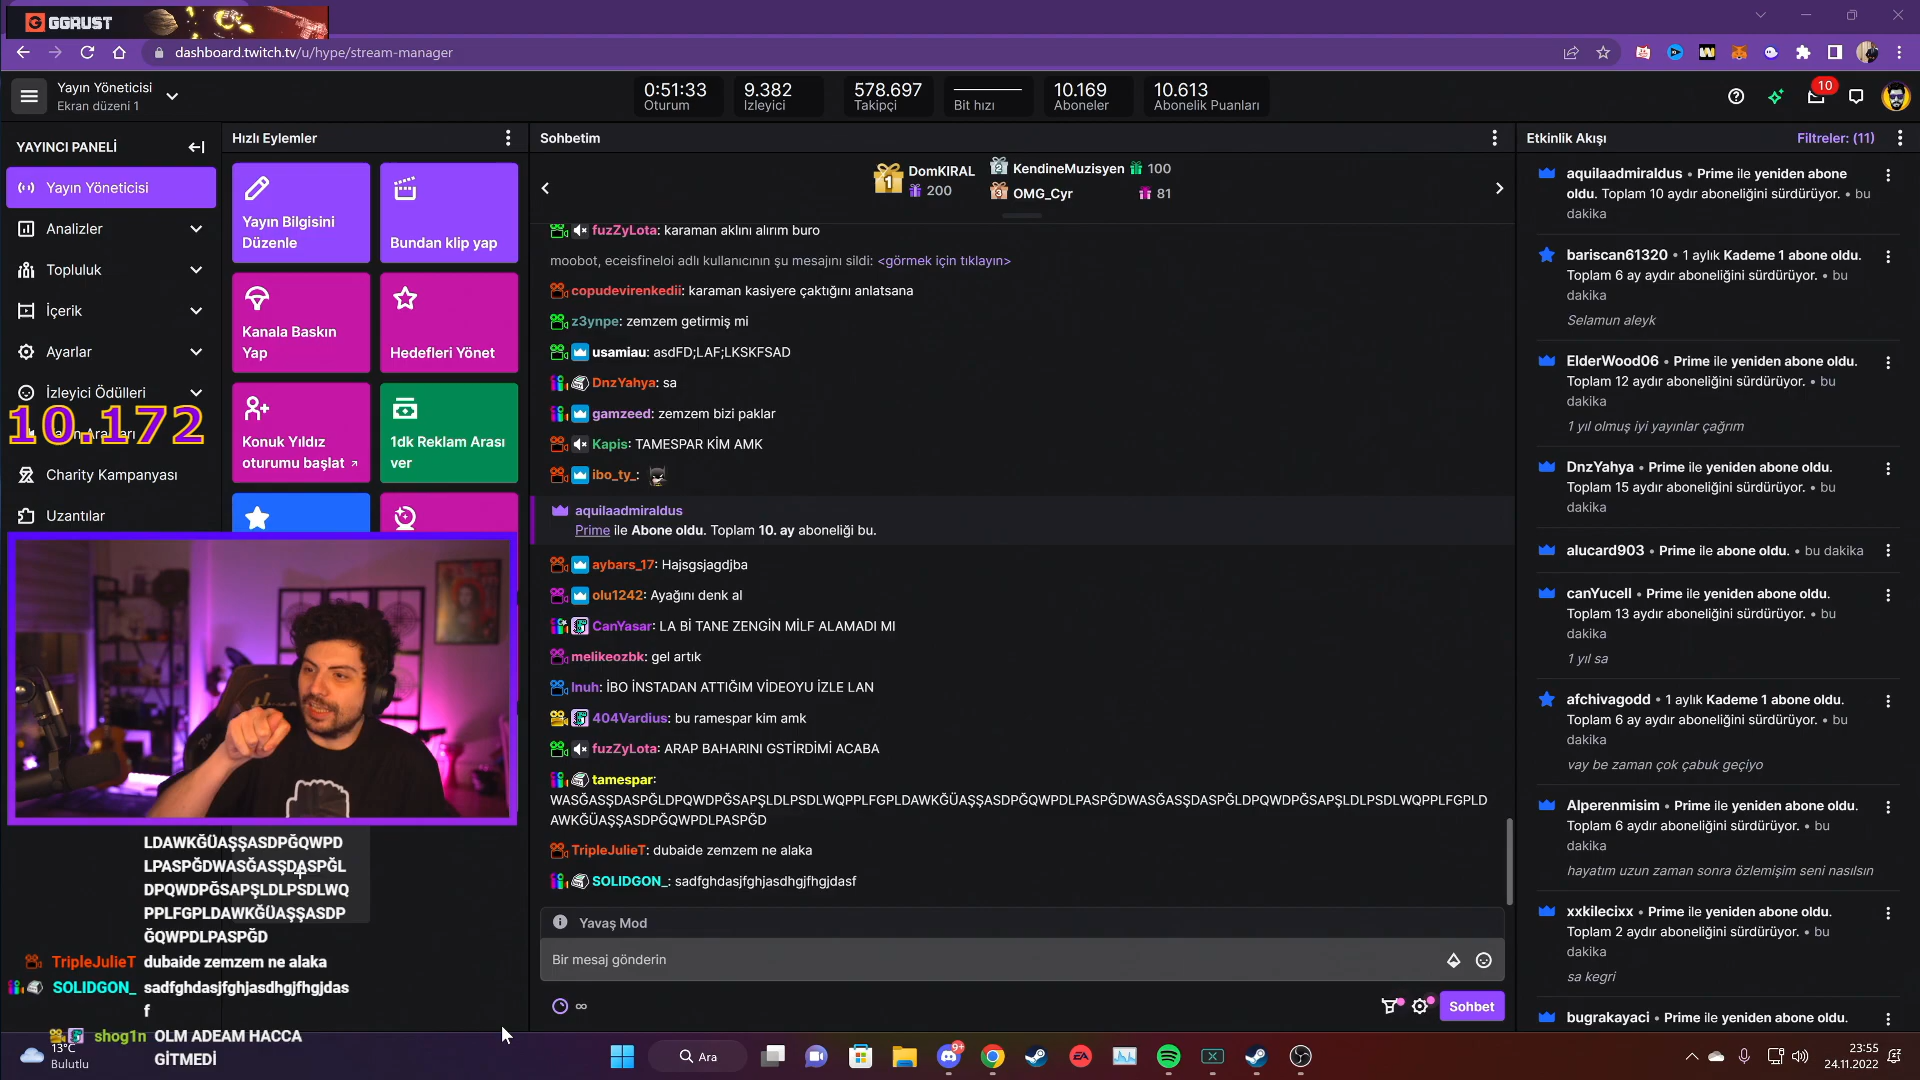 GGRUST
dashboard.twitch.tv/u/hype/stream-manager
Yayın Yöneticisi
Ekran düzeni 1
0:51:33
Oturum
9.382
İzleyici
578.697
Takipçi
Bit hızı
10.169
Aboneler
10.613
Abonelik Puanları
10
YAYINCI PANELİ
Yayın Yöneticisi
Analizler
Topluluk
İçerik
Ayarlar
İzleyici Ödülleri
10.172
Charity Kampanyası
Uzantılar
Hızlı Eylemler
Yayın Bilgisini
Düzenle
Bundan klip yap
Kanala Baskın
Yap
Hedefleri Yönet
Konuk Yıldız
oturumu başlat
1dk Reklam Arası
ver
LDAWKĞÜAŞŞASDPĞQWPD
LPASPĞDWASĞASŞDASPĞL
DPQWDPĞSAPŞLDLPSDLWQ
PPLFGPLDAWKĞÜAŞŞASDP
ĞQWPDLPASPĞD
TripleJulieT dubaide zemzem ne alaka
SOLIDGON_ sadfghdasjfghjasdhgjfhgjdas
f
shog1n OLM ADEAM HACCA
GİTMEDİ
Sohbetim
1 DomKIRAL
200
2 KendineMuzisyen 100
3 OMG_Cyr 81
fuzZyLota: karaman aklını alırım buro
moobot, eceisfineloi adlı kullanıcının şu mesajını sildi: <görmek için tıklayın>
copudevirenkedii: karaman kasiyere çaktığını anlatsana
z3ynpe: zemzem getirmiş mi
usamiau: asdFD;LAF;LKSKFSAD
DnzYahya: sa
gamzeed: zemzem bizi paklar
Kapis: TAMESPAR KİM AMK
ibo_ty_:
aquilaadmiraldus
Prime ile Abone oldu. Toplam 10. ay aboneliği bu.
aybars_17: Hajsgsjagdjba
olu1242: Ayağını denk al
CanYasar: LA Bİ TANE ZENGİN MİLF ALAMADI MI
melikeozbk: gel artık
lnuh: İBO İNSTADAN ATTIĞIM VİDEOYU İZLE LAN
404Vardius: bu ramespar kim amk
fuzZyLota: ARAP BAHARINI GSTİRDİMİ ACABA
tamespar:
WASĞASŞDASPĞLDPQWDPĞSAPŞLDLPSDLWQPPLFGPLDAWKĞÜAŞŞASDPĞQWPDLPASPĞDWASĞASŞDASPĞLDPQWDPĞSAPŞLDLPSDLWQPPLFGPLD
AWKĞÜAŞŞASDPĞQWPDLPASPĞD
TripleJulieT: dubaide zemzem ne alaka
SOLIDGON_: sadfghdasjfghjasdhgjfhgjdasf
Yavaş Mod
Bir mesaj gönderin
∞
Sohbet
Etkinlik Akışı
Filtreler: (11)
aquilaadmiraldus • Prime ile yeniden abone
oldu. Toplam 10 aydır aboneliğini sürdürüyor. • bu
dakika
bariscan61320 • 1 aylık Kademe 1 abone oldu.
Toplam 6 ay aydır aboneliğini sürdürüyor. • bu
dakika
Selamun aleyk
ElderWood06 • Prime ile yeniden abone oldu.
Toplam 12 aydır aboneliğini sürdürüyor. • bu
dakika
1 yıl olmuş iyi yayınlar çağrım
DnzYahya • Prime ile yeniden abone oldu.
Toplam 15 aydır aboneliğini sürdürüyor. • bu
dakika
alucard903 • Prime ile abone oldu. • bu dakika
canYucell • Prime ile yeniden abone oldu.
Toplam 13 aydır aboneliğini sürdürüyor. • bu
dakika
1 yıl sa
afchivagodd • 1 aylık Kademe 1 abone oldu.
Toplam 6 ay aydır aboneliğini sürdürüyor. • bu
dakika
vay be zaman çok çabuk geçiyo
Alperenmisim • Prime ile yeniden abone oldu.
Toplam 6 aydır aboneliğini sürdürüyor. • bu
dakika
hayatım uzun zaman sonra özlemişim seni nasılsın
xxkilecixx • Prime ile yeniden abone oldu.
Toplam 2 aydır aboneliğini sürdürüyor. • bu
dakika
sa kegri
bugrakayaci • Prime ile yeniden abone oldu.
13°C
Bulutlu
Ara
9+
EA
23:55
24.11.2022